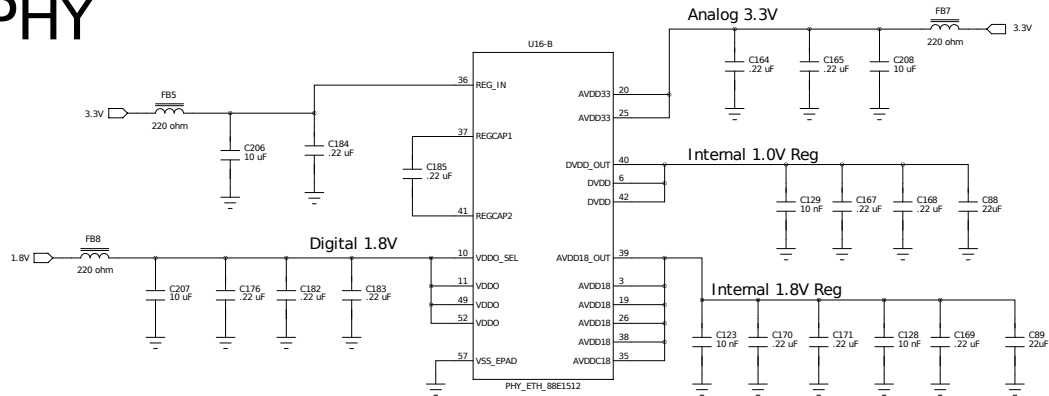 PHY
Analog 3.3V
FB7
3.3V
220 ohm
U16-B
C164
.22 uF
C165
.22 uF
C208
10 uF
36 REG_IN
AVDD33 20
AVDD33 25
FB5
3.3V
220 ohm
C206
10 uF
C184
.22 uF
37 REGCAP1
C185
.22 uF
41 REGCAP2
Internal 1.0V Reg
DVDD_OUT 40
DVDD 6
DVDD 42
C129
10 nF
C167
.22 uF
C168
.22 uF
C88
22uF
FB8
1.8V
220 ohm
Digital 1.8V
10 VDDO_SEL
11 VDDO
49 VDDO
52 VDDO
C207
10 uF
C176
.22 uF
C182
.22 uF
C183
.22 uF
57 VSS_EPAD
AVDD18_OUT 39
AVDD18 3
AVDD18 19
AVDD18 26
AVDD18 38
AVDDC18 35
Internal 1.8V Reg
C123
10 nF
C170
.22 uF
C171
.22 uF
C128
10 nF
C169
.22 uF
C89
22uF
PHY_ETH_88E1512